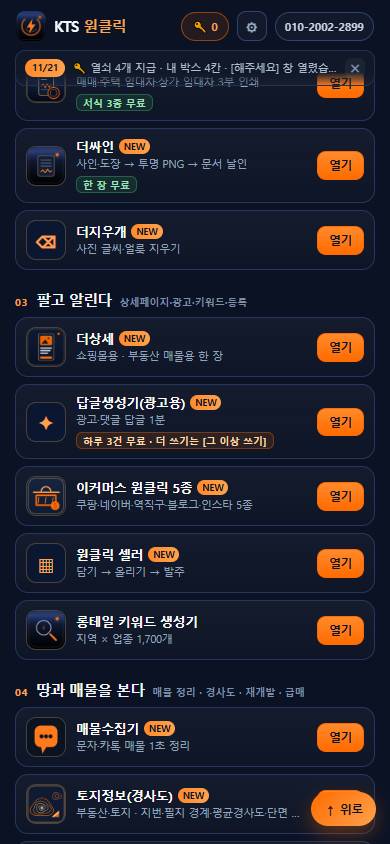 KTS 원클릭
0
010-2002-2899
11/21 열쇠 4개 지급 · 내 박스 4칸 · [해주세요] 창 열렸습...
매매·주택 임대차·상가 임대차 3부 인쇄
열기
서식 3종 무료
더싸인 NEW
사인·도장 → 투명 PNG → 문서 날인
한 장 무료
열기
더지우개 NEW
사진 글씨·얼룩 지우기
열기
03 팔고 알린다 상세페이지·광고·키워드·등록
더상세 NEW
쇼핑몰용 · 부동산 매물용 한 장
열기
답글생성기(광고용) NEW
광고·댓글 답글 1분
하루 3건 무료 · 더 쓰기는 [그 이상 쓰기]
열기
이커머스 원클릭 5종 NEW
쿠팡·네이버·역직구·블로그·인스타 5종
열기
원클릭 셀러 NEW
담기 → 올리기 → 발주
열기
롱테일 키워드 생성기
지역 × 업종 1,700개
열기
04 땅과 매물을 본다 매물 정리 · 경사도 · 재개발 · 급매
매물수집기 NEW
문자·카톡 매물 1초 정리
열기
토지정보(경사도) NEW
부동산·토지 · 지번·필지 경계·평균경사도·단면 ...
↑ 위로